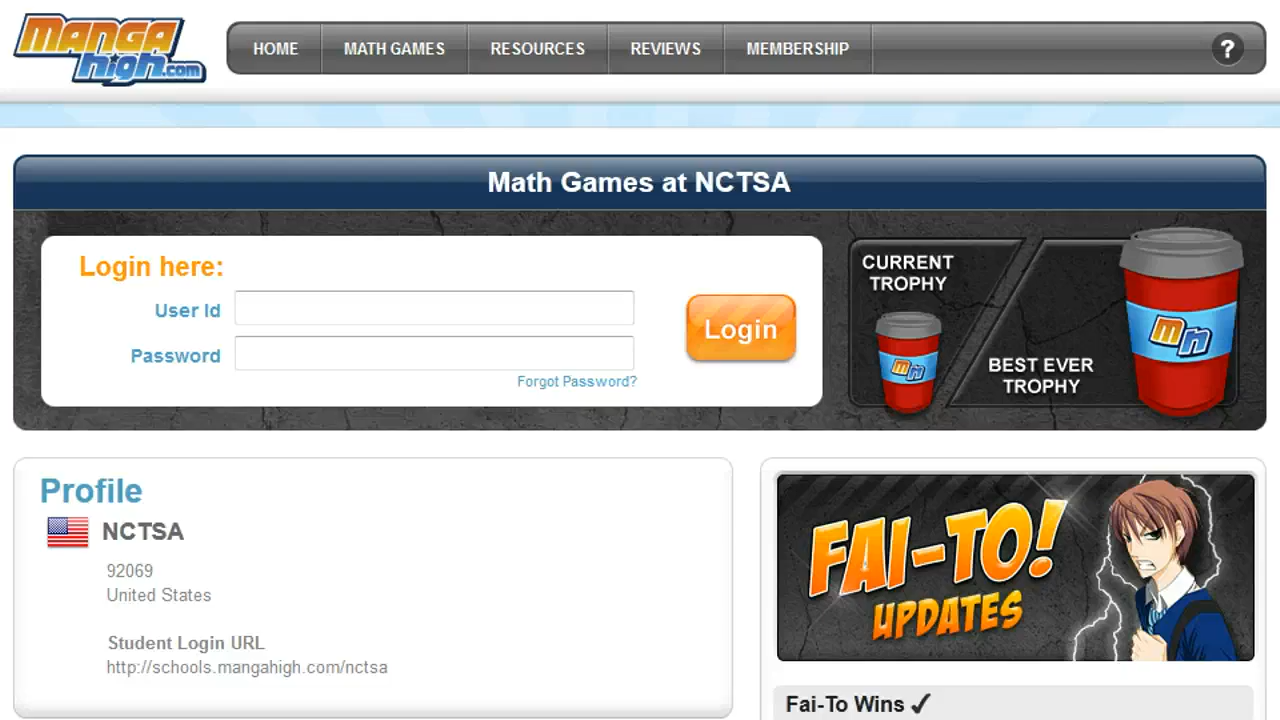 MANGA
high.com
HOME
MATH GAMES
RESOURCES
REVIEWS
MEMBERSHIP
?
Math Games at NCTSA
Login here:
User Id
Password
Login
Forgot Password?
CURRENT
TROPHY
BEST EVER
TROPHY
Mn
Mn
Profile
NCTSA
92069
United States
Student Login URL
http://schools.mangahigh.com/nctsa
FAI-TO!
UPDATES
Fai-To Wins ✓